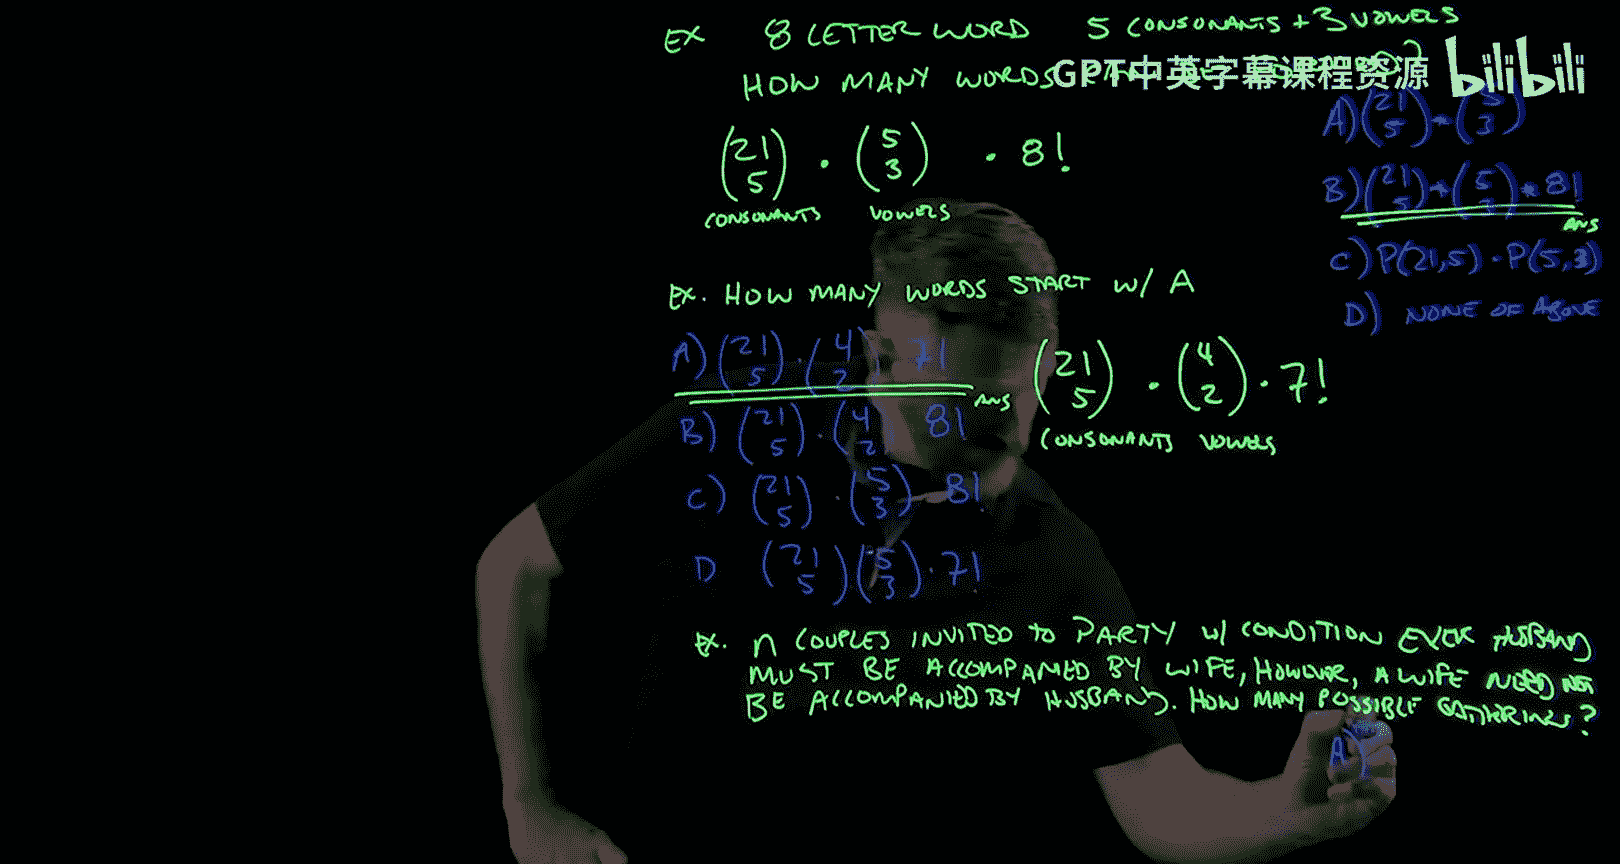 EX 8 LETTER WORD 5 CONSONANTS + 3 VOWELS
HOW MANY WORDS
GPT中英字幕课程资源 bilibili
(21 5) · (5 3) · 8!
CONSONANTS VOWELS
A) (21 5) · (5 3)
B) (21 5) · (5 3) · 8!
ANS
C) P(21,5) · P(5,3)
D) NONE OF ABOVE
EX. HOW MANY WORDS START W/ A
A) (21 5) · (4 2) 7!
ANS
B) (21 5) · (4 2) 8!
C) (21 5) · (5 3) 8!
D (21 5) (5 3) · 7!
(21 5) · (4 2) · 7!
CONSONANTS VOWELS
EX. n COUPLES INVITED TO PARTY W/ CONDITION HUSBAND
MUST BE ACCOMPANIED BY WIFE, HOWEVER, A WIFE NEED NOT
BE ACCOMPANIED BY HUSBAND. HOW MANY POSSIBLE GATHERINGS?
A)